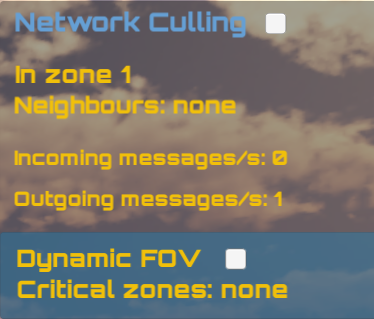 Network Culling
In zone 1
Neighbours: none
Incoming messages/s: 0
Outgoing messages/s: 1
Dynamic FOV
Critical zones: none